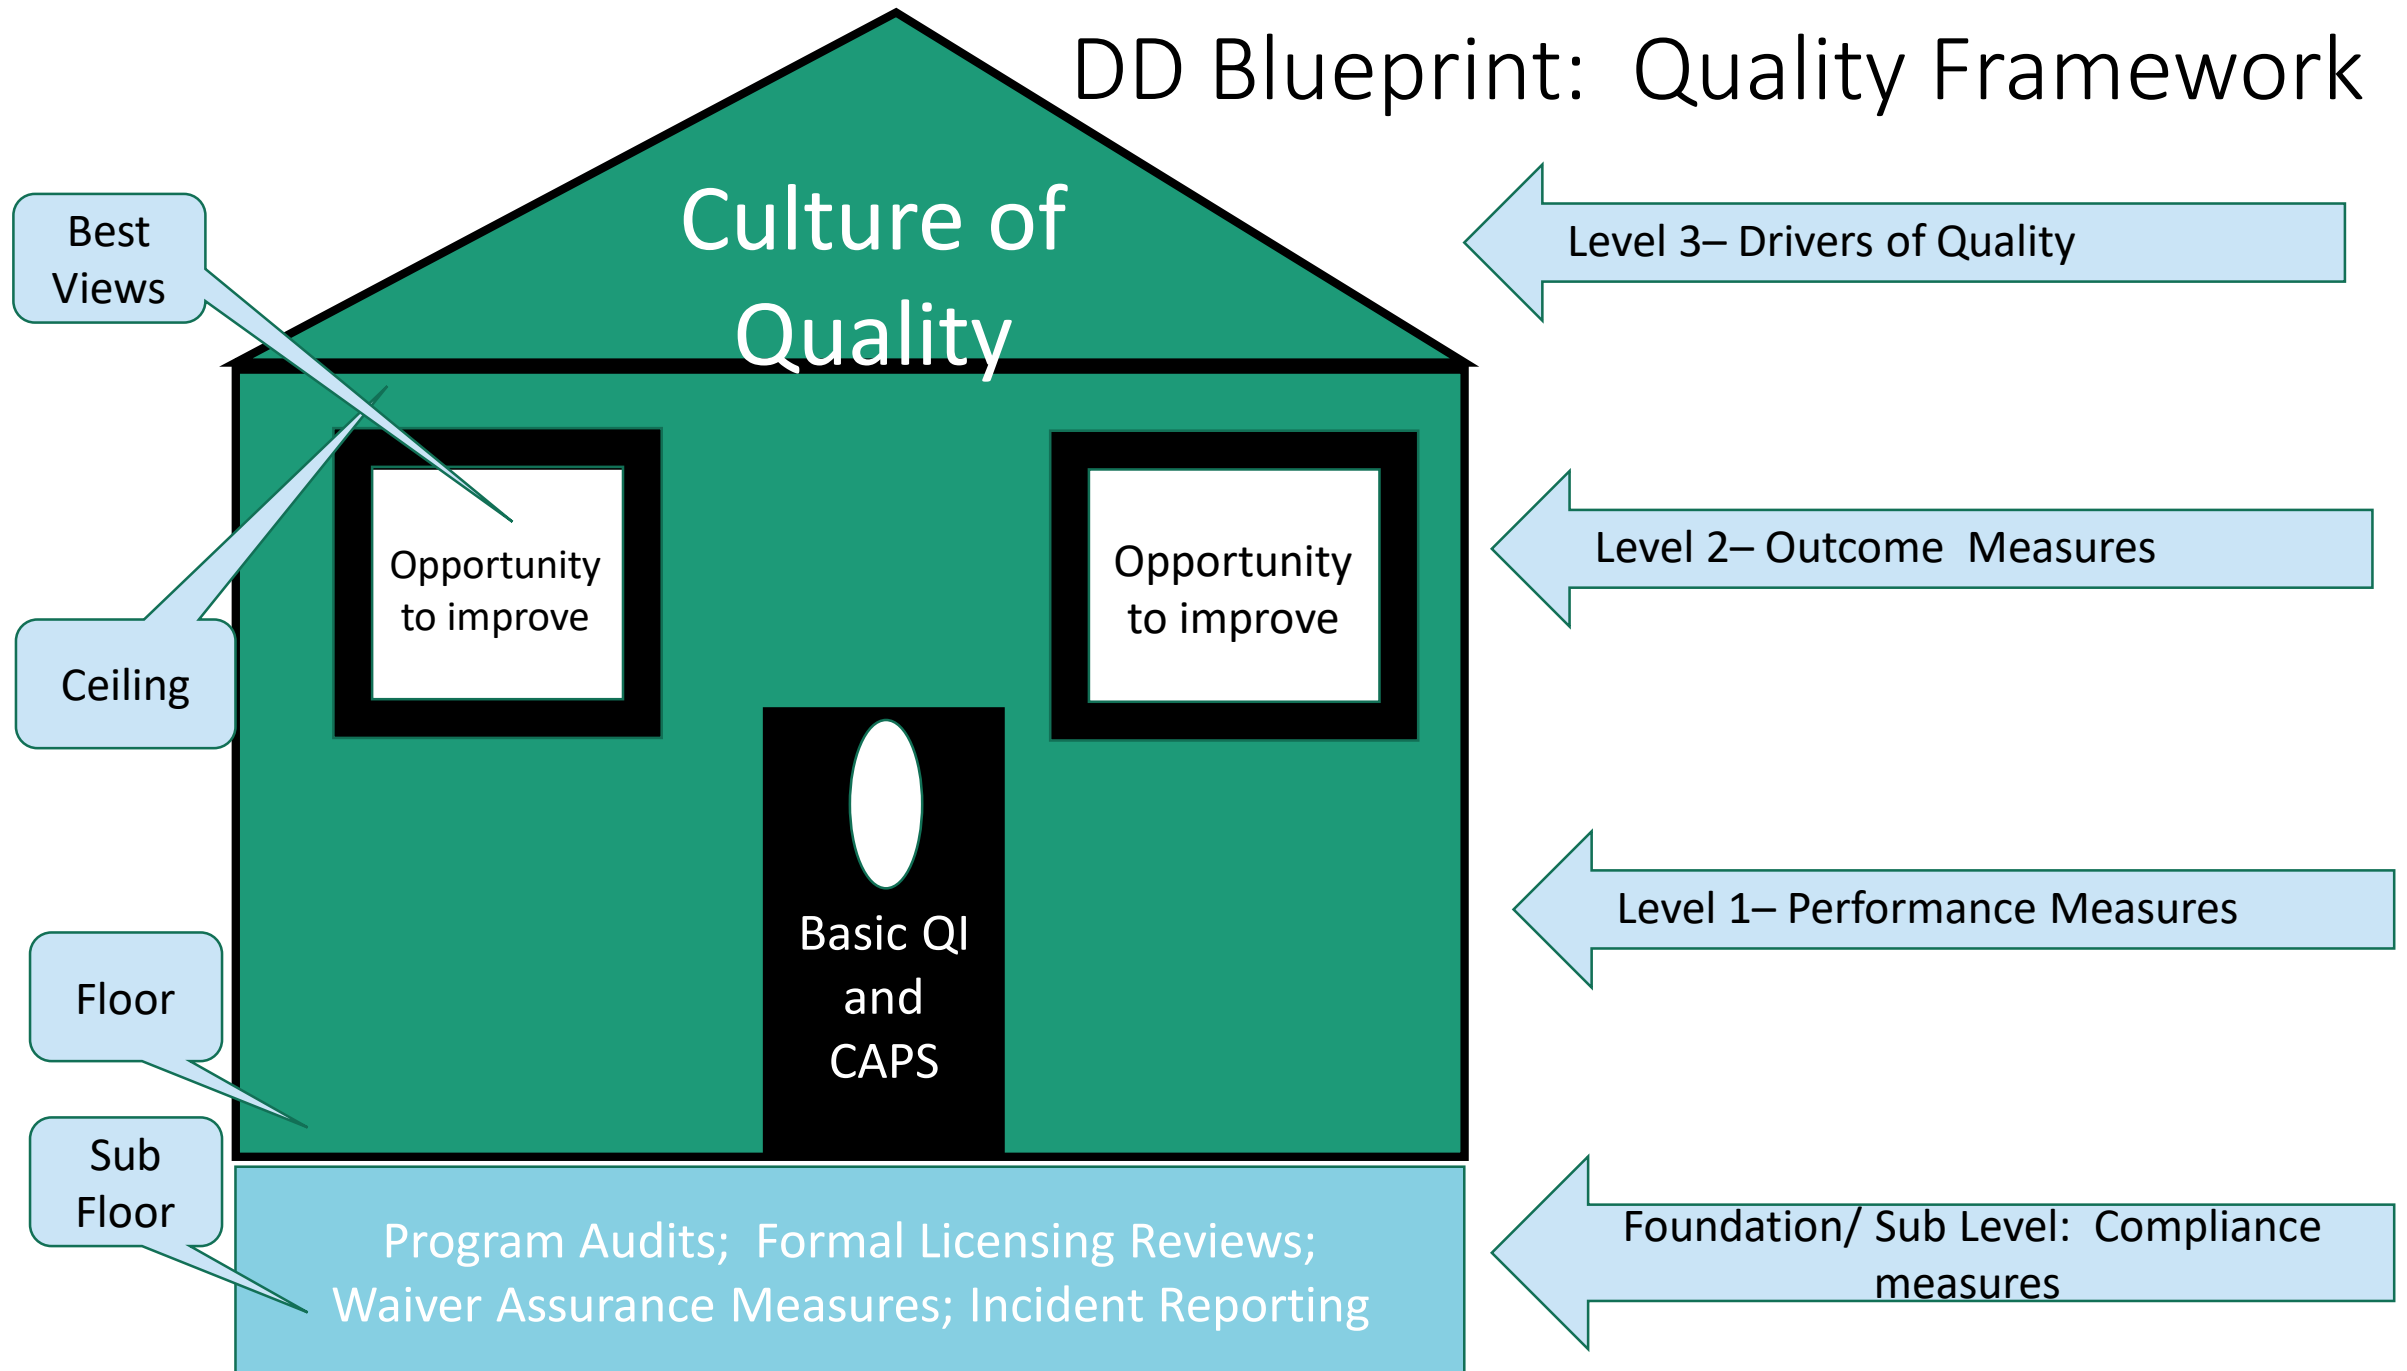 DD Blueprint:  Quality Framework
Culture of
Quality
Best
Views
Level 3– Drivers of Quality
Opportunity
to improve
Opportunity
to improve
Level 2– Outcome  Measures
Ceiling
Level 1– Performance Measures
Basic QI
and
CAPS
Floor
Sub
Floor
Program Audits;  Formal Licensing Reviews;
Waiver Assurance Measures; Incident Reporting
Foundation/ Sub Level:  Compliance
measures